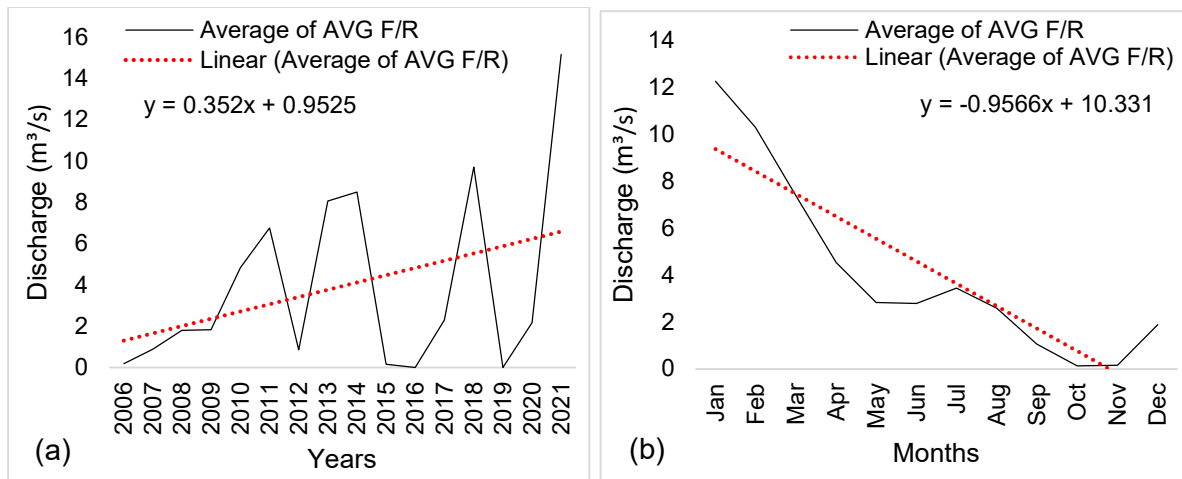 16
14
12
10
8
6
4
2
0
Discharge (m³/s)
Average of AVG F/R
Linear (Average of AVG F/R)
y = 0.352x + 0.9525
2006
2007
2008
2009
2010
2011
2012
2013
2014
2015
2016
2017
2018
2019
2020
2021
(a)
Years
14
12
10
8
6
4
2
0
Discharge (m³/s)
Average of AVG F/R
Linear (Average of AVG F/R)
y = -0.9566x + 10.331
Jan
Feb
Mar
Apr
May
Jun
Jul
Aug
Sep
Oct
Nov
Dec
(b)
Months